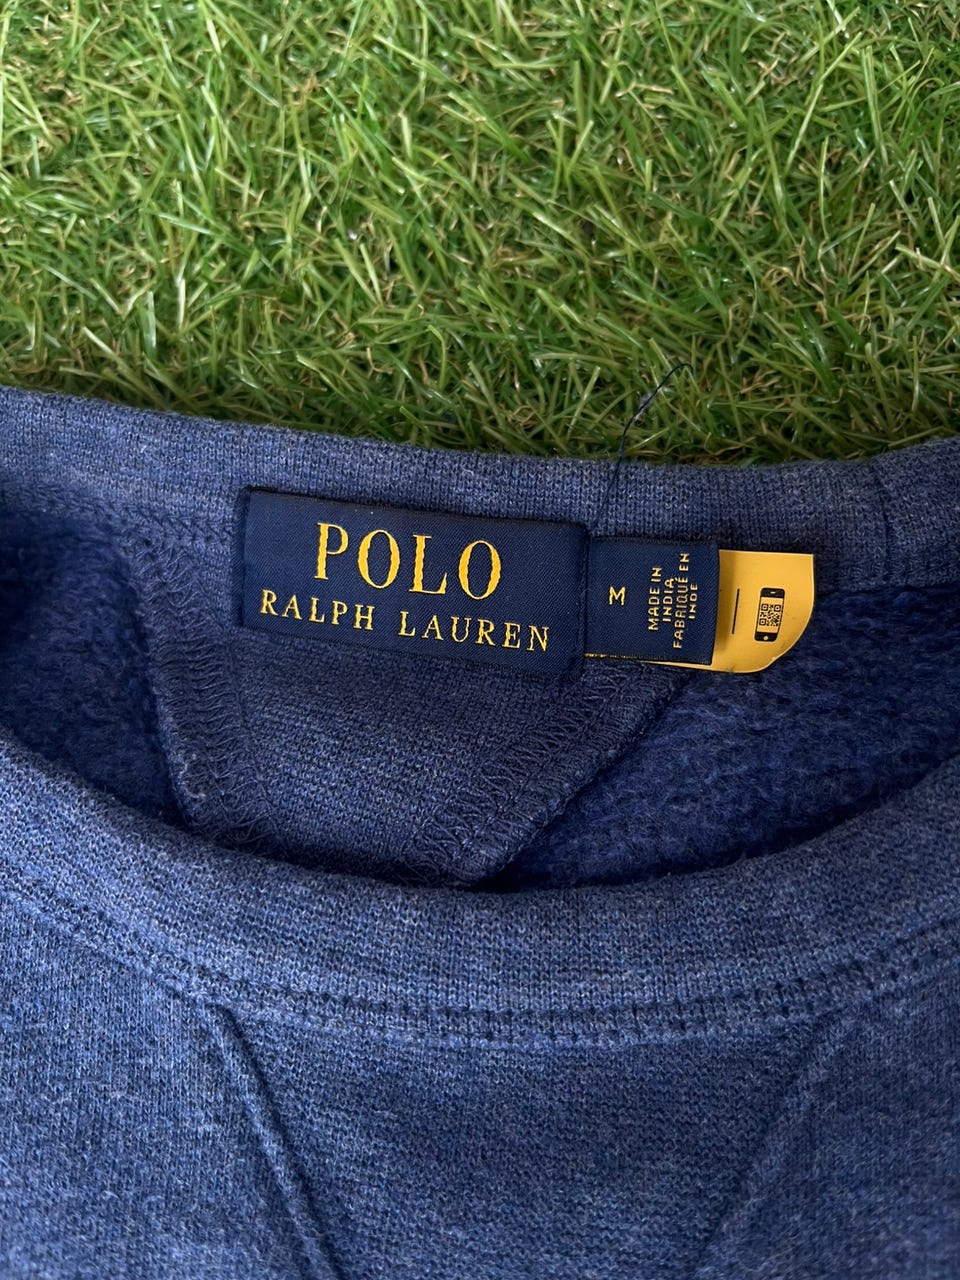 POLO
RALPH LAUREN
M
MADE IN
INDIA
FABRIQUÉ EN
INDE